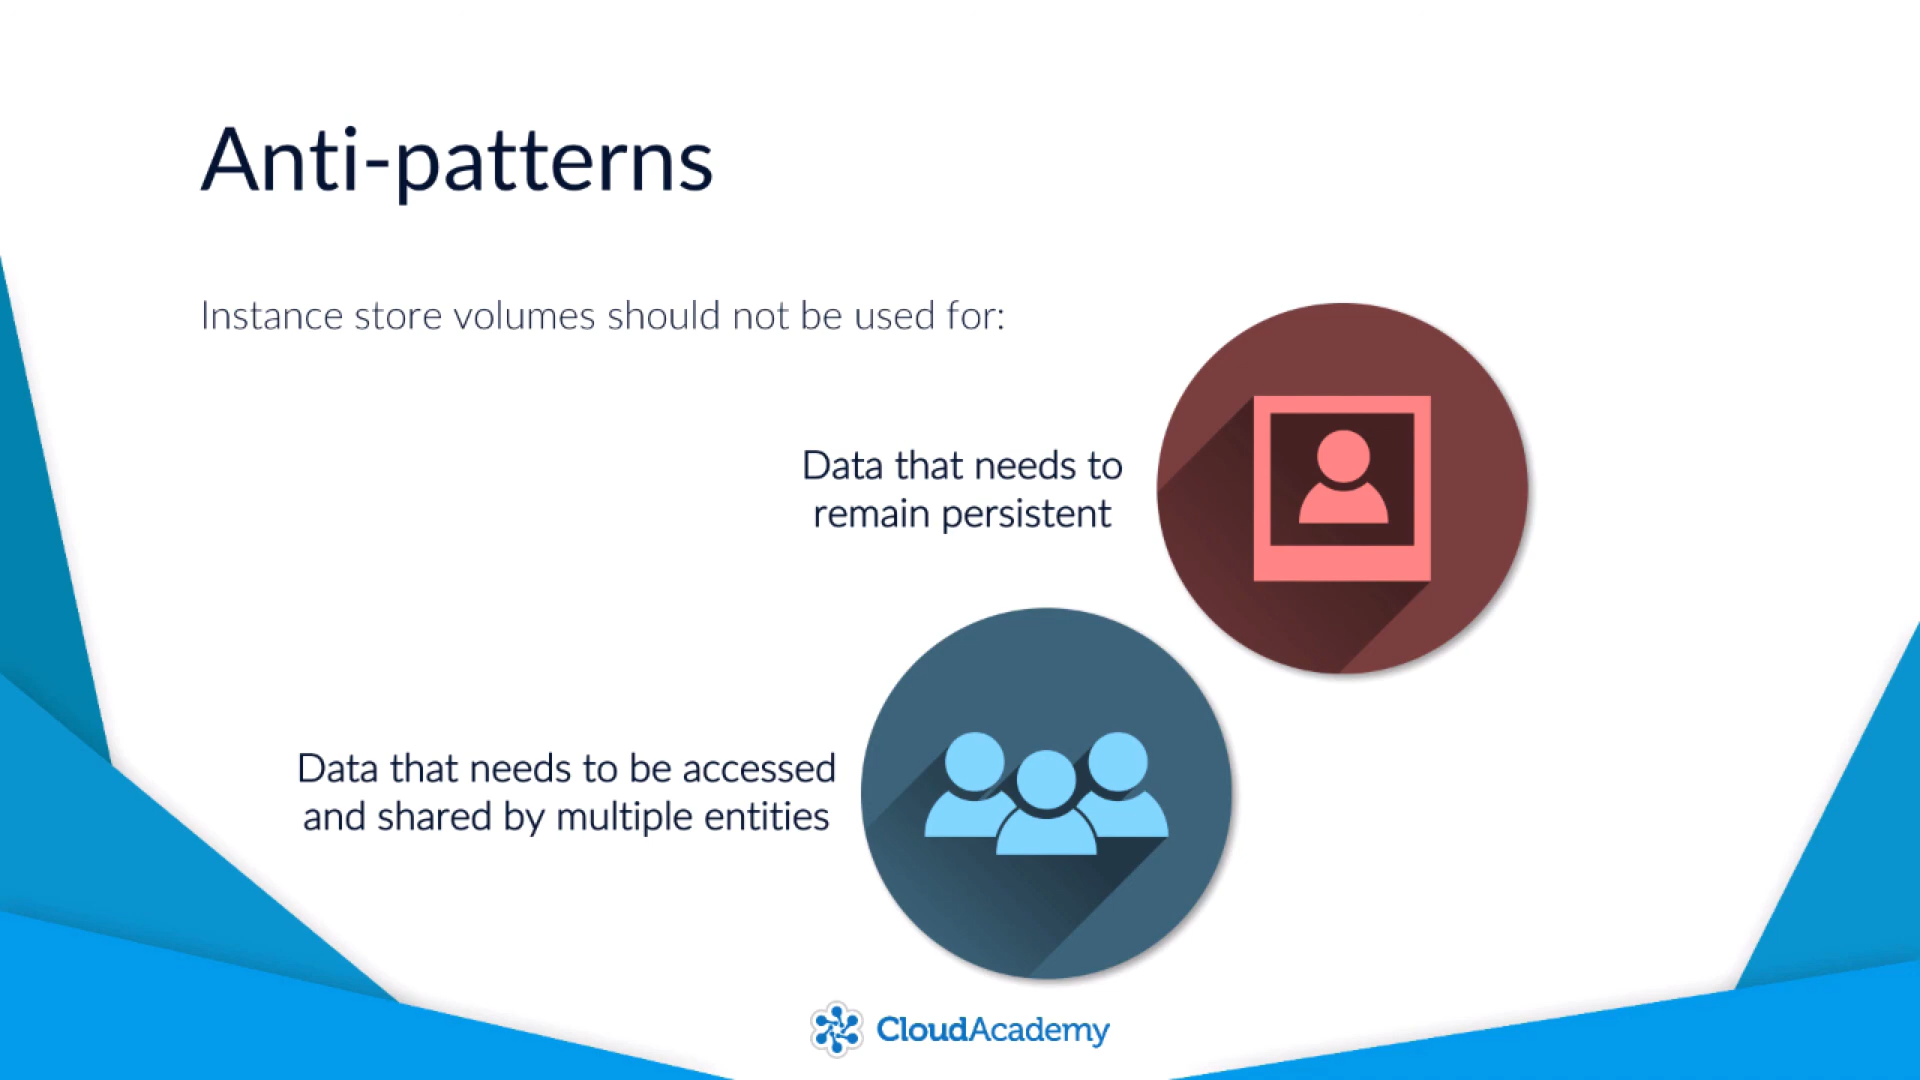 Anti-patterns
Instance store volumes should not be used for:
Data that needs to
remain persistent
Data that needs to be accessed
and shared by multiple entities
CloudAcademy